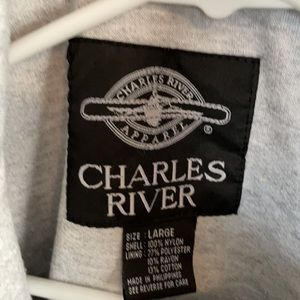 CHARLES RIVER
APPAREL
®
CHARLES
RIVER
SIZE : LARGE
SHELL : 100% NYLON
LINING : 77% POLYESTER
10% RAYON
13% COTTON
MADE IN PHILIPPINES
SEE REVERSE FOR CARE